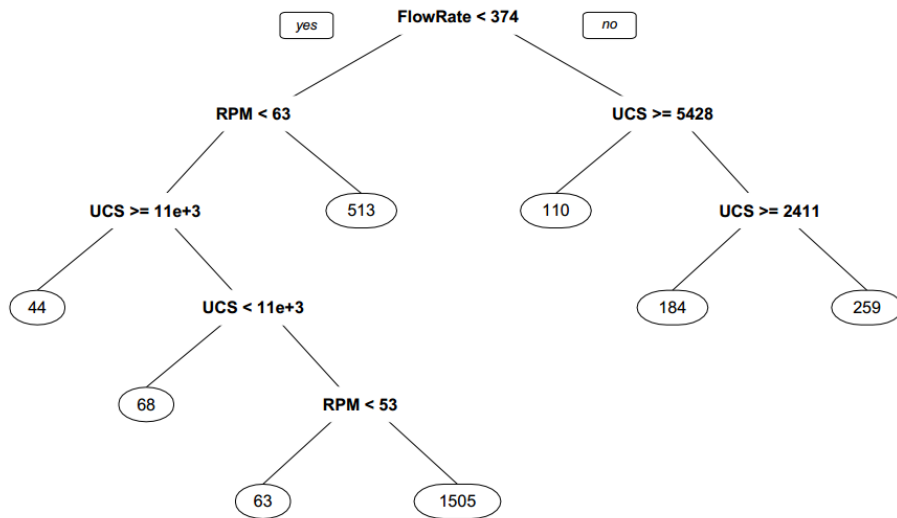 yes
FlowRate < 374
no
RPM < 63
UCS >= 5428
UCS >= 11e+3
513
110
UCS >= 2411
44
UCS < 11e+3
184
259
68
RPM < 53
63
1505